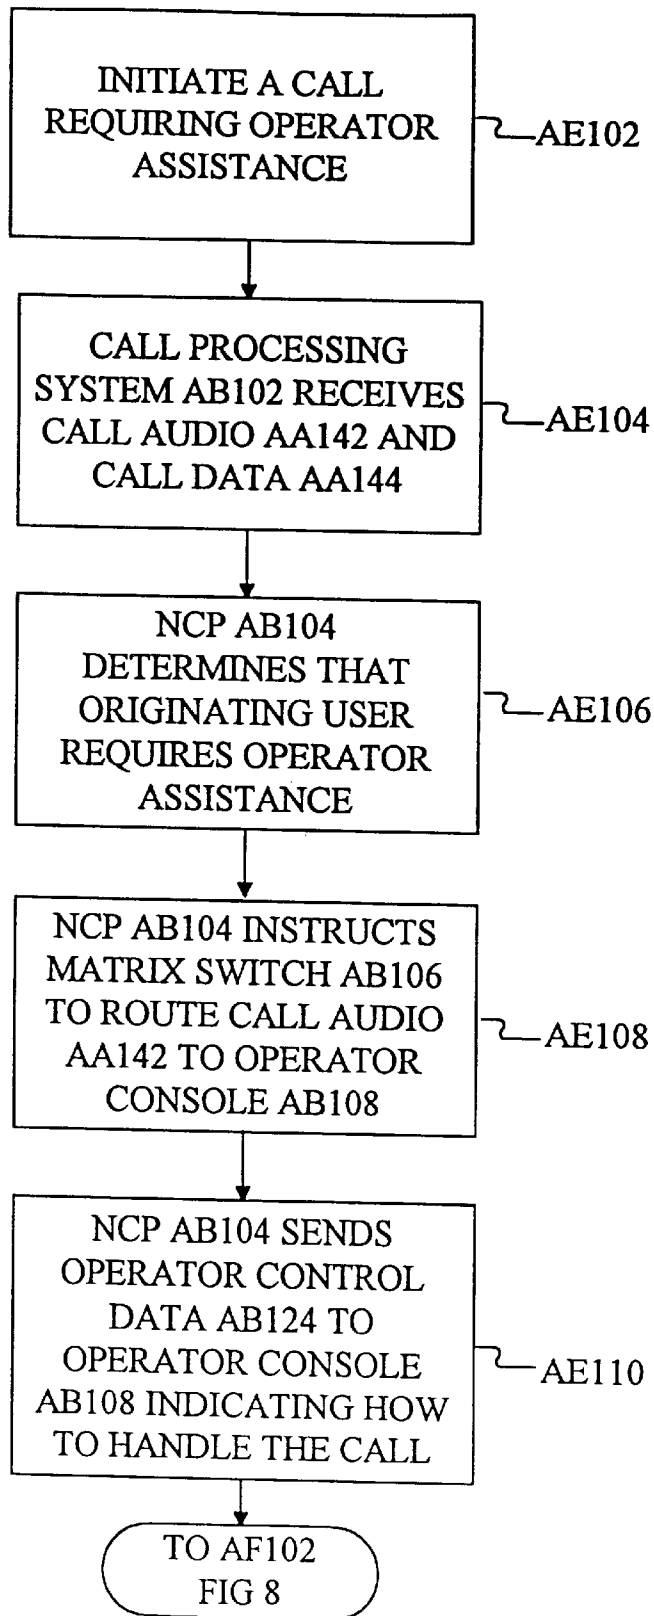 INITIATE A CALL
REQUIRING OPERATOR
ASSISTANCE
AE102
CALL PROCESSING
SYSTEM AB102 RECEIVES
CALL AUDIO AA142 AND
CALL DATA AA144
AE104
NCP AB104
DETERMINES THAT
ORIGINATING USER
REQUIRES OPERATOR
ASSISTANCE
AE106
NCP AB104 INSTRUCTS
MATRIX SWITCH AB106
TO ROUTE CALL AUDIO
AA142 TO OPERATOR
CONSOLE AB108
AE108
NCP AB104 SENDS
OPERATOR CONTROL
DATA AB124 TO
OPERATOR CONSOLE
AB108 INDICATING HOW
TO HANDLE THE CALL
AE110
TO AF102
FIG 8